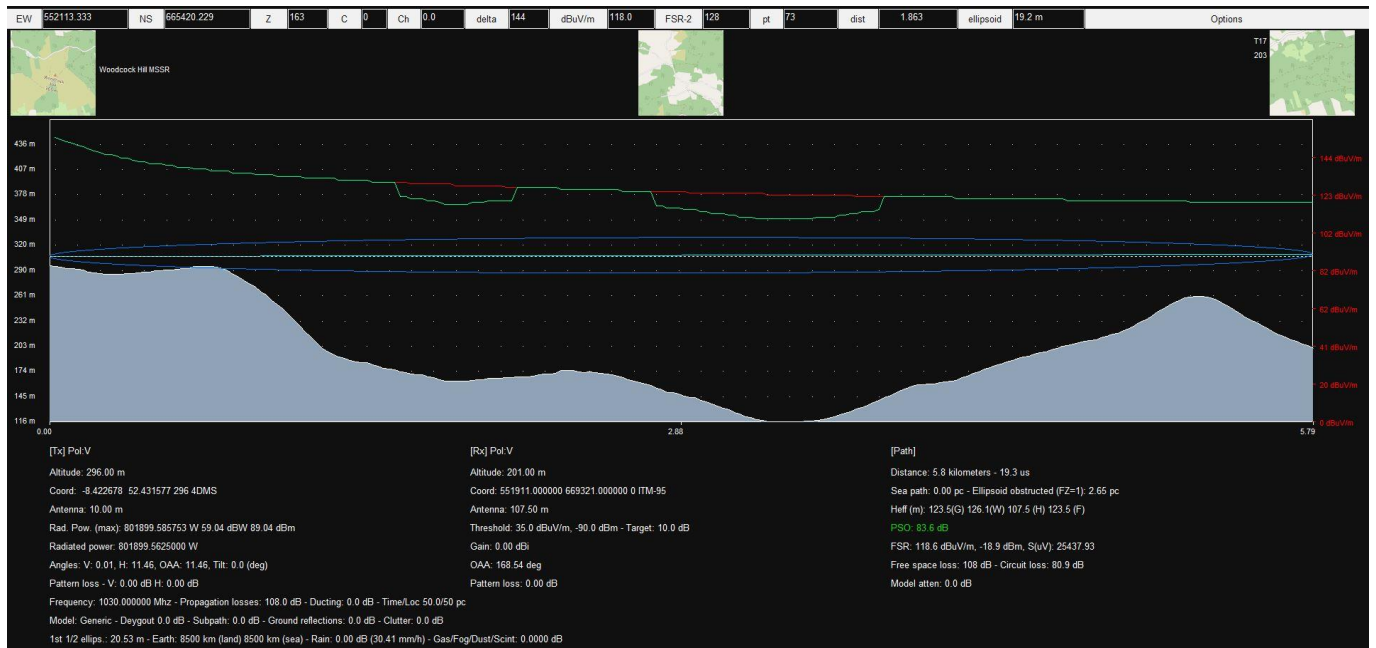 EW 552113.333 NS 665420.229 Z 163 C 0 Ch 0.0 delta 144 dBuV/m 118.0 FSR-2 128 pt 73 dist 1.863 ellipsoid 19.2 m Options
Woodcock Hill MSSR
T17
203
436 m
407 m
378 m
349 m
320 m
290 m
261 m
232 m
203 m
174 m
145 m
116 m
144 dBuV/m
123 dBuV/m
102 dBuV/m
82 dBuV/m
62 dBuV/m
41 dBuV/m
20 dBuV/m
0 dBuV/m
0.00 2.88 5.79
[Tx] Pol:V
Altitude: 296.00 m
Coord: -8.422678 52.431577 296 4DMS
Antenna: 10.00 m
Rad. Pow. (max): 801899.585753 W 59.04 dBW 89.04 dBm
Radiated power: 801899.5625000 W
Angles: V: 0.01, H: 11.46, OAA: 11.46, Tilt: 0.0 (deg)
Pattern loss - V: 0.00 dB H: 0.00 dB
Frequency: 1030.000000 Mhz - Propagation losses: 108.0 dB - Ducting: 0.0 dB - Time/Loc 50.0/50 pc
Model: Generic - Deygout 0.0 dB - Subpath: 0.0 dB - Ground reflections: 0.0 dB - Clutter: 0.0 dB
1st 1/2 ellips.: 20.53 m - Earth: 8500 km (land) 8500 km (sea) - Rain: 0.00 dB (30.41 mm/h) - Gas/Fog/Dust/Scint: 0.0000 dB
[Rx] Pol:V
Altitude: 201.00 m
Coord: 551911.000000 669321.000000 0 ITM-95
Antenna: 107.50 m
Threshold: 35.0 dBuV/m, -90.0 dBm - Target: 10.0 dB
Gain: 0.00 dBi
OAA: 168.54 deg
Pattern loss: 0.00 dB
[Path]
Distance: 5.8 kilometers - 19.3 us
Sea path: 0.00 pc - Ellipsoid obstructed (FZ=1): 2.65 pc
Heff (m): 123.5(G) 126.1(W) 107.5 (H) 123.5 (F)
PSO: 83.6 dB
FSR: 118.6 dBuV/m, -18.9 dBm, S(uV): 25437.93
Free space loss: 108 dB - Circuit loss: 80.9 dB
Model atten: 0.0 dB